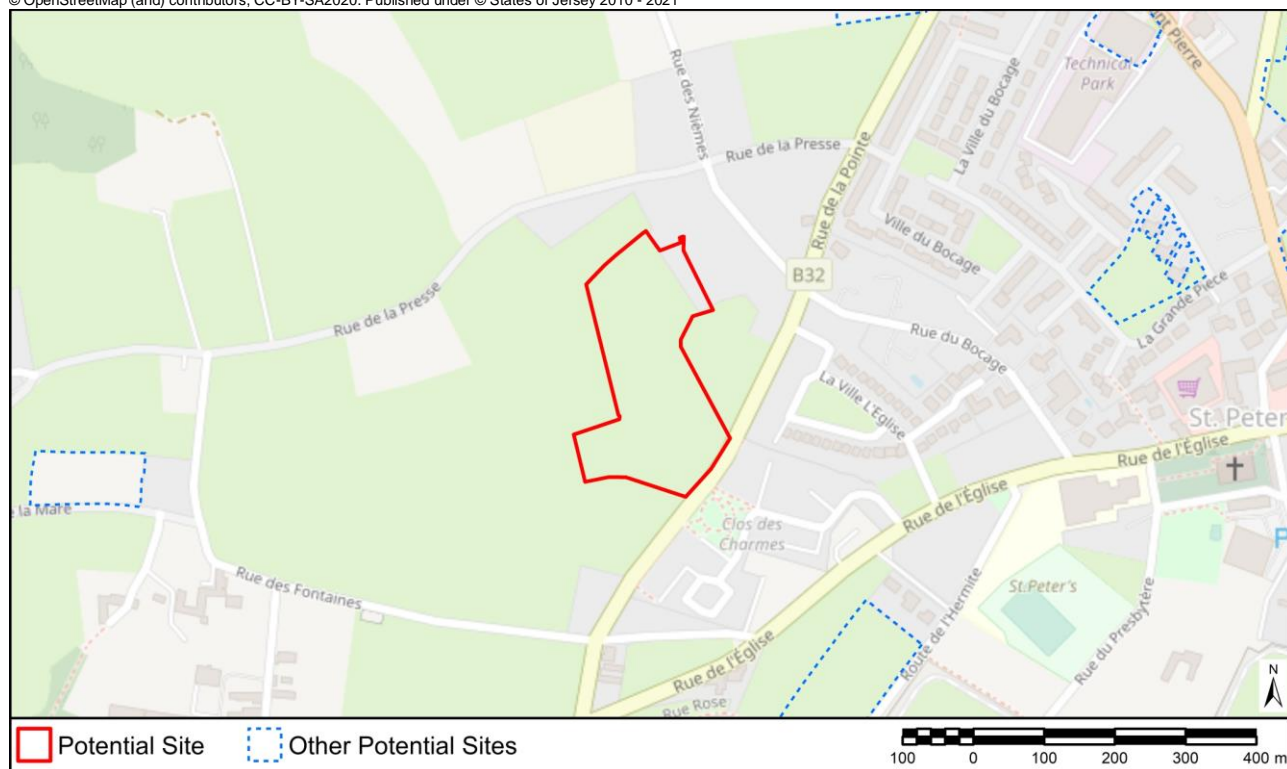 © OpenStreetMap (and) contributors, CC-BY-SA2020. Published under © States of Jersey 2010 - 2021
Technical
Park
La Ville du Bocage
Rue des Nièmes
Rue de la Presse
Rue de la Pointe
Ville du Bocage
B32
La Grande Piece
Rue de la Presse
Rue du Bocage
La Ville L'Eglise
St. Peter
Rue de l'Église
Rue de l'Église
Clos des
Charmes
e la Mare
Rue des Fontaines
St.Peter's
Route de l'Hermite
Rue du Presbytère
P
Rue de l'Église
Rue Rose
N
Potential Site
Other Potential Sites
100 0 100 200 300 400 m